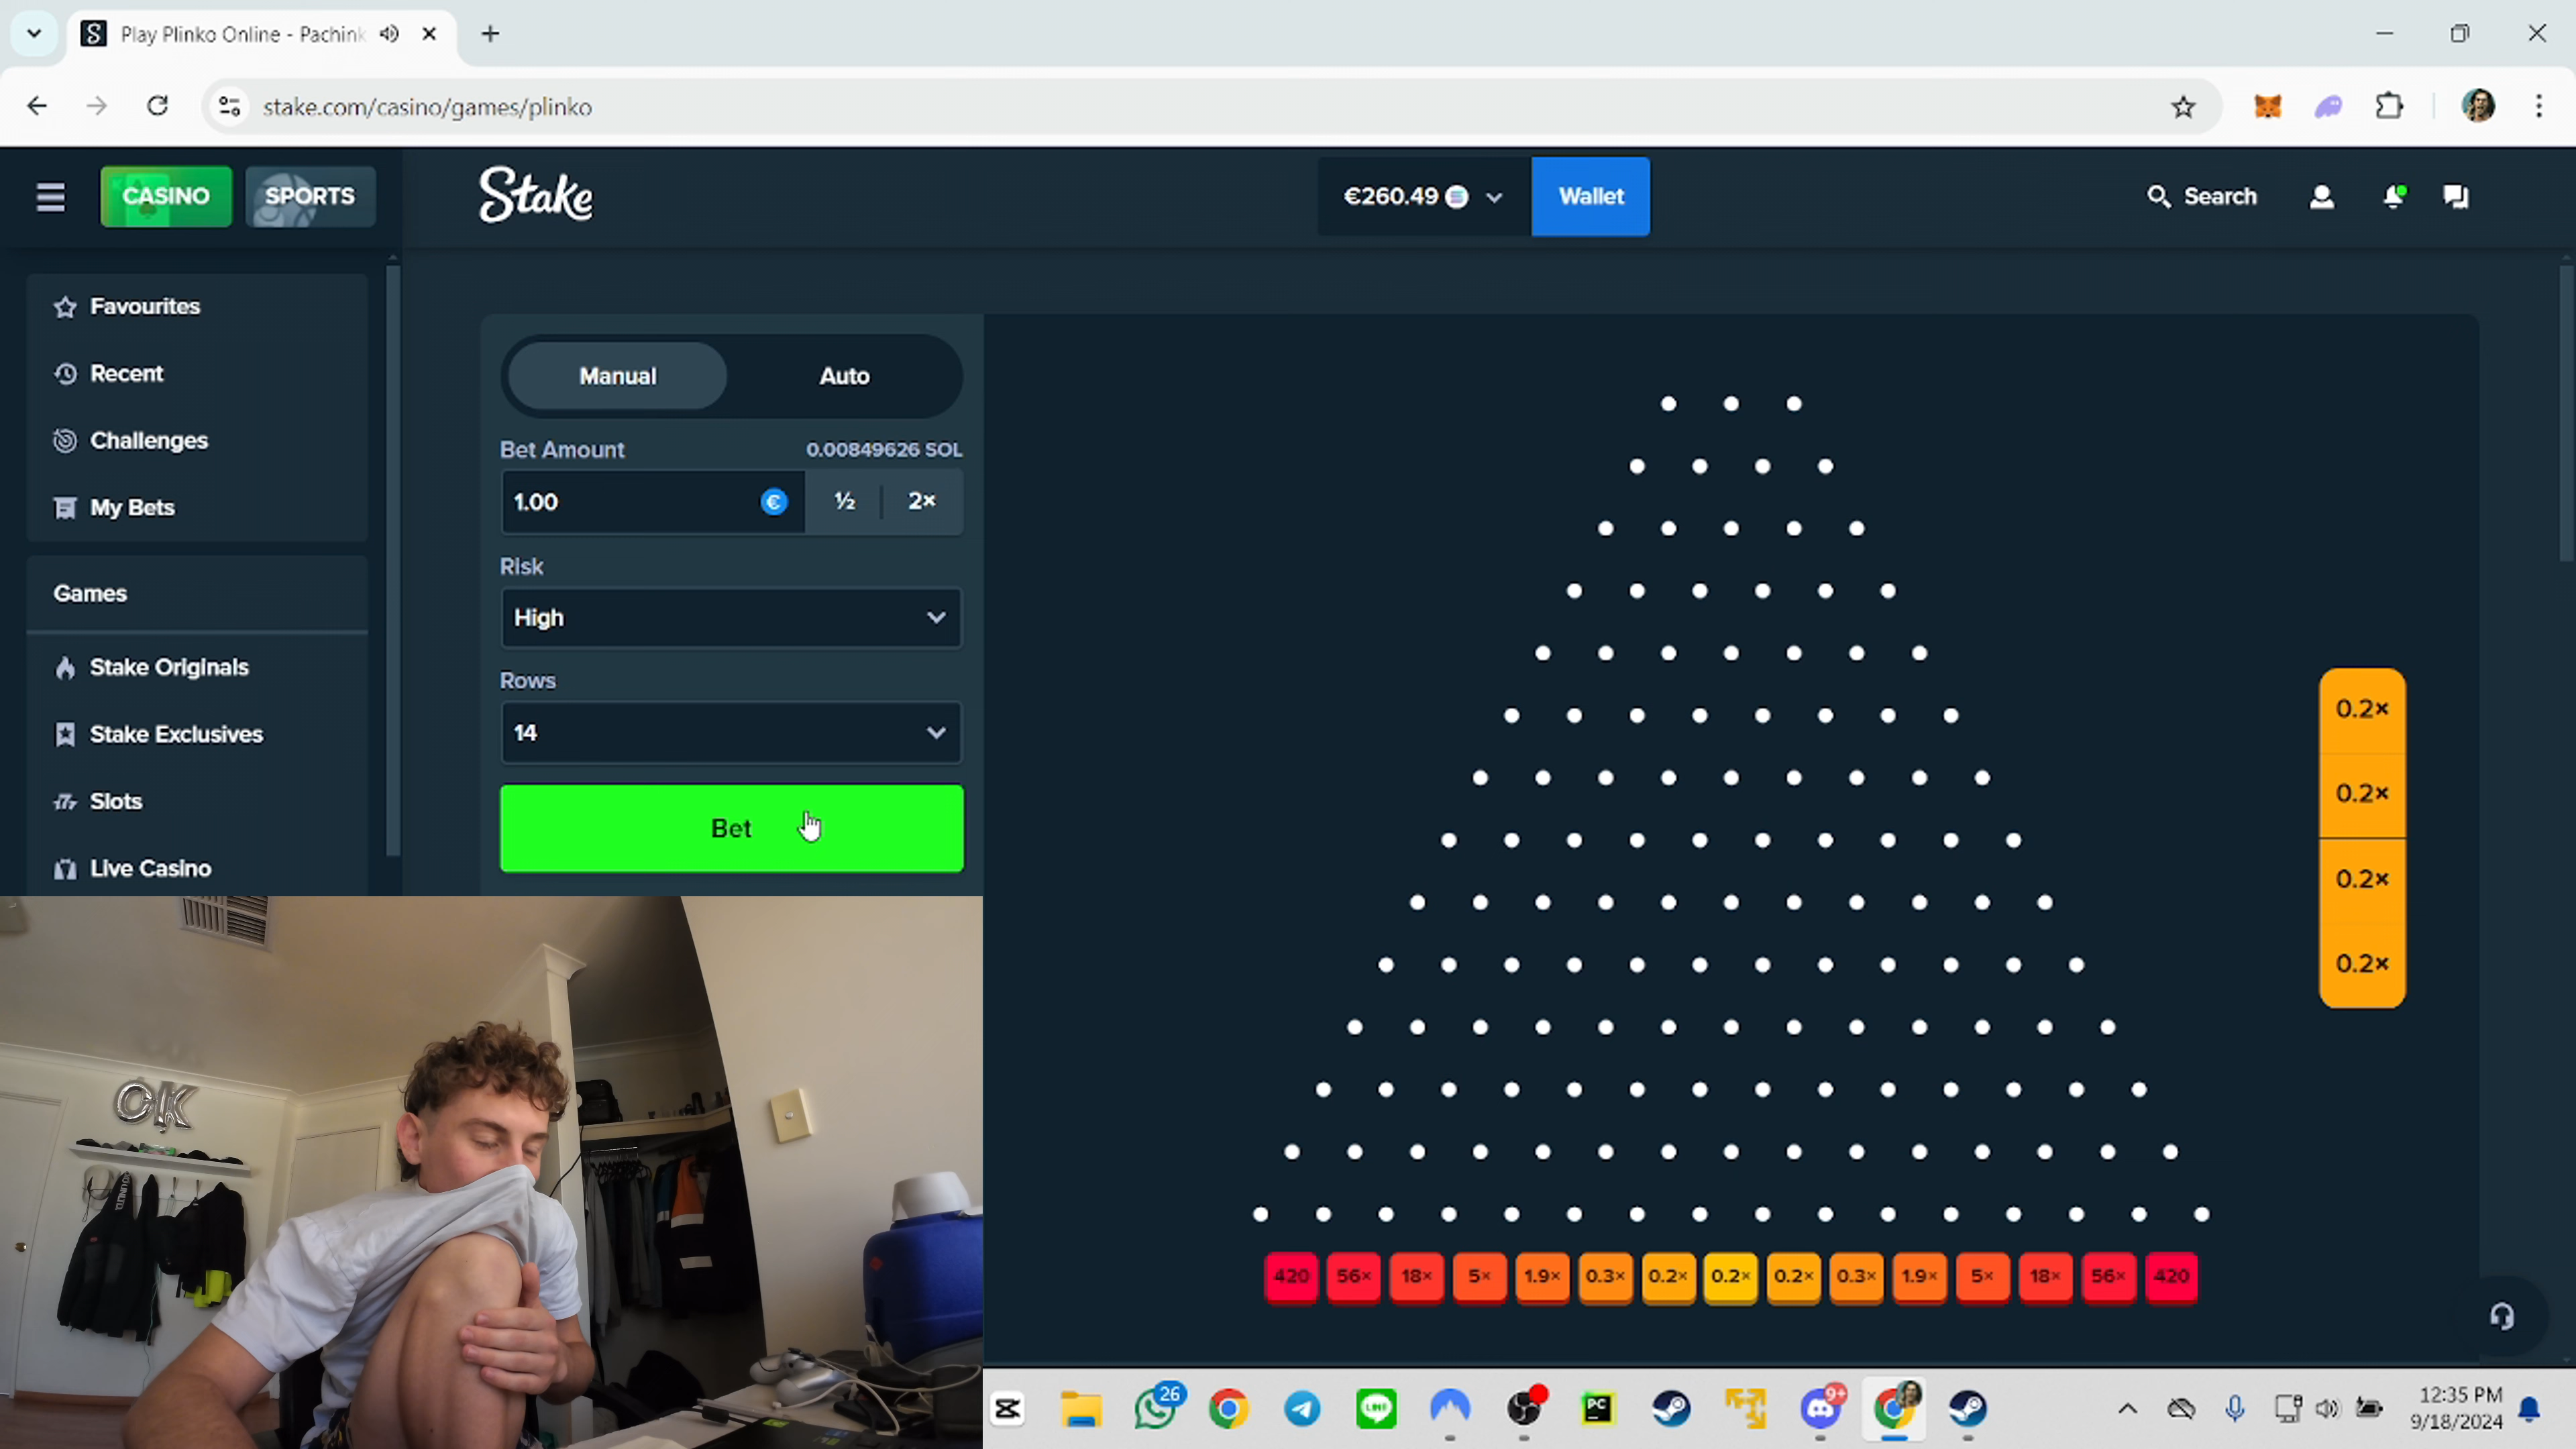 Play Plinko Online - Pachink
stake.com/casino/games/plinko
CASINO
SPORTS
Stake
€260.49
Wallet
Search
Favourites
Recent
Challenges
My Bets
Games
Stake Originals
Stake Exclusives
Slots
Live Casino
Manual
Auto
Bet Amount
0.00849626 SOL
1.00
€
½
2×
Risk
High
Rows
14
Bet
0.2×
0.2×
0.2×
0.2×
420 56× 18× 5× 1.9× 0.3× 0.2× 0.2× 0.2× 0.3× 1.9× 5× 18× 56× 420
OK
26
LINE
PC
9+
12:35 PM
9/18/2024